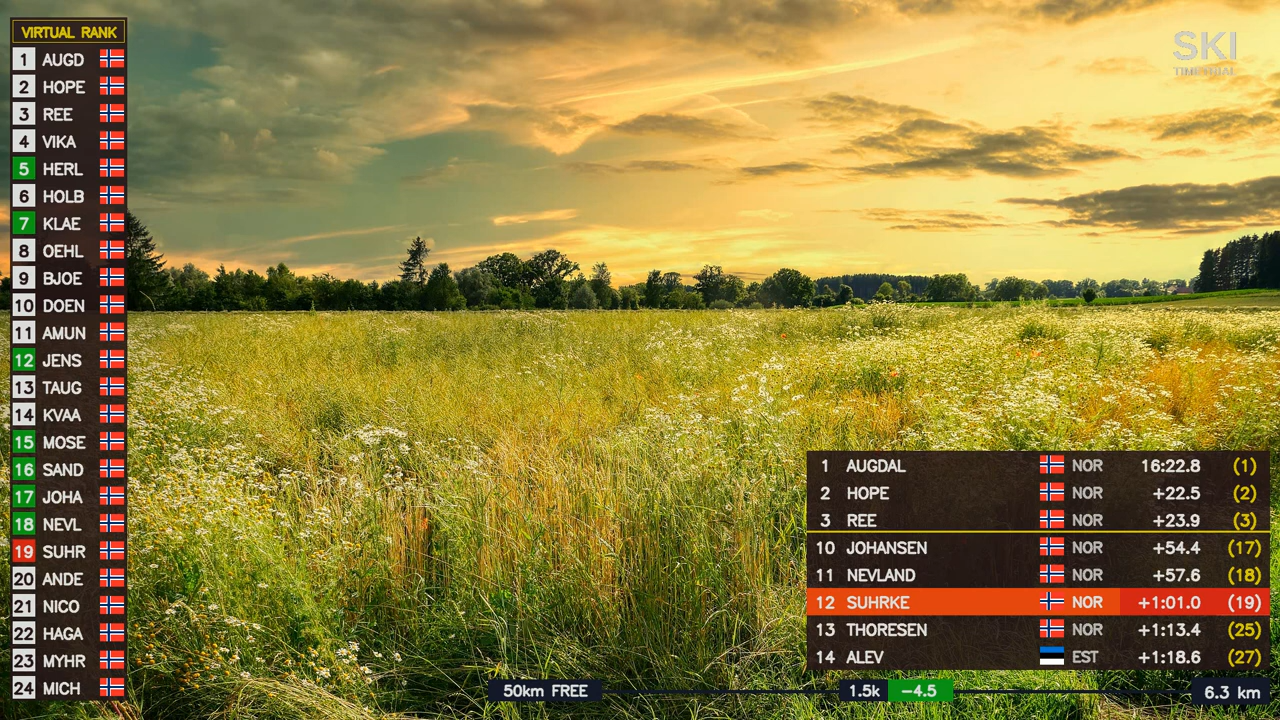 VIRTUAL RANK
1 AUGD
2 HOPE
3 REE
4 VIKA
5 HERL
6 HOLB
7 KLAE
8 OEHL
9 BJOE
10 DOEN
11 AMUN
12 JENS
13 TAUG
14 KVAA
15 MOSE
16 SAND
17 JOHA
18 NEVL
19 SUHR
20 ANDE
21 NICO
22 HAGA
23 MYHR
24 MICH
SKI
TIME TRIAL
1 AUGDAL NOR 16:22.8 (1)
2 HOPE NOR +22.5 (2)
3 REE NOR +23.9 (3)
10 JOHANSEN NOR +54.4 (17)
11 NEVLAND NOR +57.6 (18)
12 SUHRKE NOR +1:01.0 (19)
13 THORESEN NOR +1:13.4 (25)
14 ALEV EST +1:18.6 (27)
50km FREE 1.5k −4.5 6.3 km